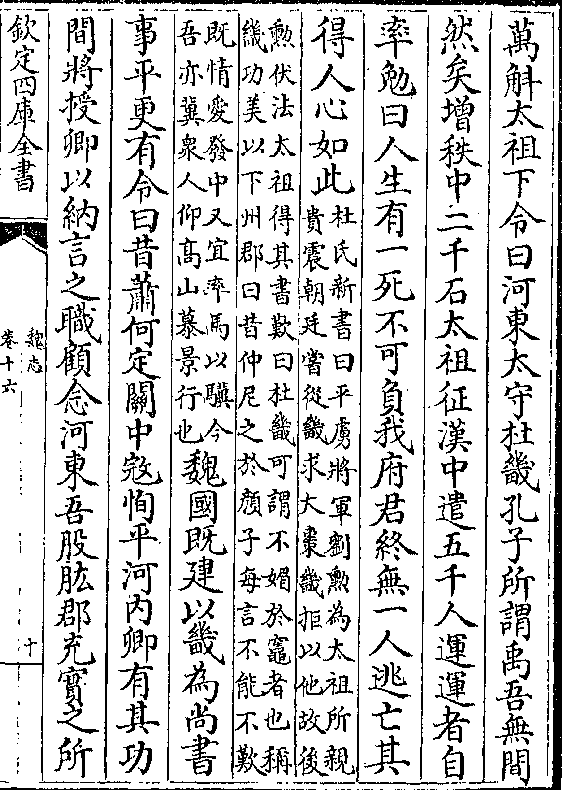 萬斛太祖下令曰河東太守杜畿孔子所謂禹吾無間
然矣增秩中二千石太祖征漢中遣五千人運運者自
率勉曰人生有一死不可負我府君終無一人逃亡其
得人心如此
杜氏新書曰平虜將軍劉勲為太祖所親
貴震朝廷嘗從畿求大棗畿拒以他故後
勲伏法太祖得其書歎曰杜畿可謂不媚於竈者也稱
畿功美以下州郡曰昔仲尼之於顔子每言不能不歎
既情愛發中又宜率馬以驥今
吾亦冀衆人仰高山慕景行也
魏國既建以畿為尚書
事平更有令曰昔蕭何定關中寇恂平河内卿有其功
間將授卿以納言之職顧念河東吾股肱郡充實之所
欽定四庫全書
魏志
卷十六
十